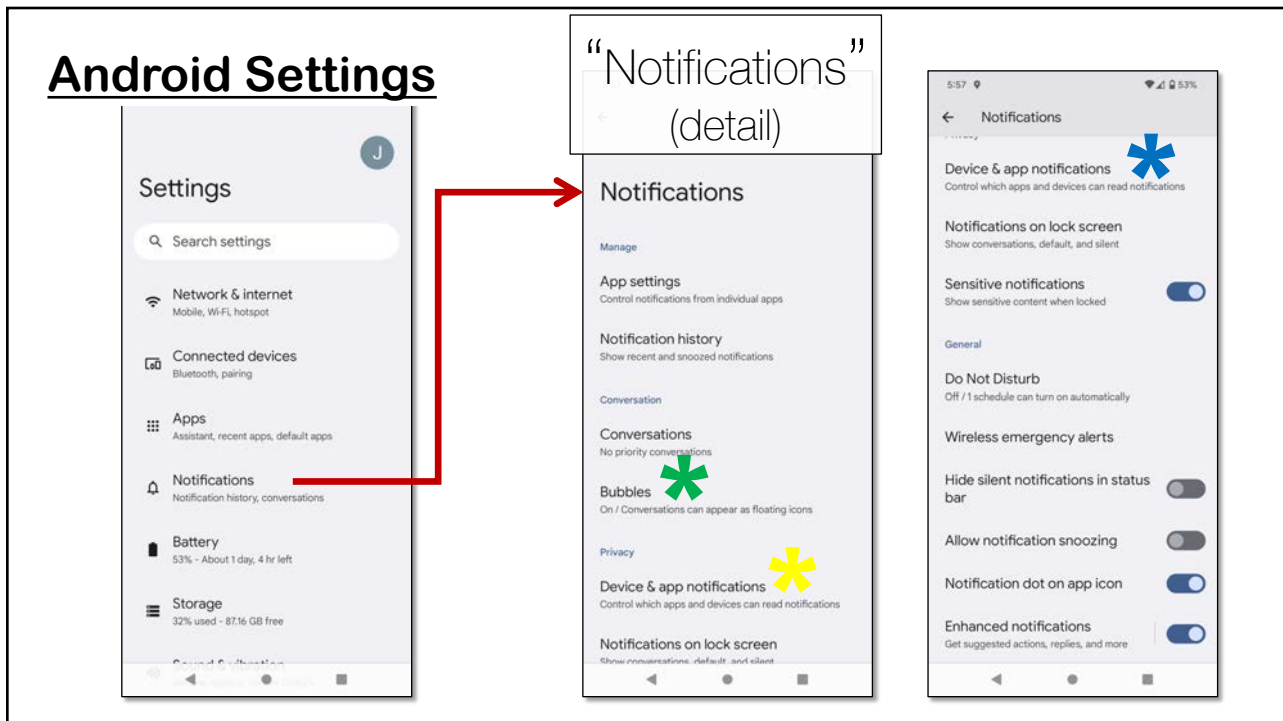 Android Settings
J
Settings
Search settings
Network & internet
Mobile, Wi-Fi, hotspot
Connected devices
Bluetooth, pairing
Apps
Assistant, recent apps, default apps
Notifications
Notification history, conversations
Battery
53% - About 1 day, 4 hr left
Storage
32% used - 87.16 GB free
Sound & vibration
“Notifications”
(detail)
Notifications
Manage
App settings
Control notifications from individual apps
Notification history
Show recent and snoozed notifications
Conversation
Conversations
No priority conversations
Bubbles
On / Conversations can appear as floating icons
Privacy
Device & app notifications
Control which apps and devices can read notifications
Notifications on lock screen
Show conversations, default, and silent
5:57
53%
Notifications
Privacy
Device & app notifications
Control which apps and devices can read notifications
Notifications on lock screen
Show conversations, default, and silent
Sensitive notifications
Show sensitive content when locked
General
Do Not Disturb
Off / 1 schedule can turn on automatically
Wireless emergency alerts
Hide silent notifications in status
bar
Allow notification snoozing
Notification dot on app icon
Enhanced notifications
Get suggested actions, replies, and more